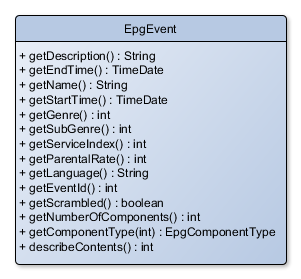 EpgEvent
+ getDescription() : String
+ getEndTime() : TimeDate
+ getName() : String
+ getStartTime() : TimeDate
+ getGenre() : int
+ getSubGenre() : int
+ getServiceIndex() : int
+ getParentalRate() : int
+ getLanguage() : String
+ getEventId() : int
+ getScrambled() : boolean
+ getNumberOfComponents() : int
+ getComponentType(int) : EpgComponentType
+ describeContents() : int